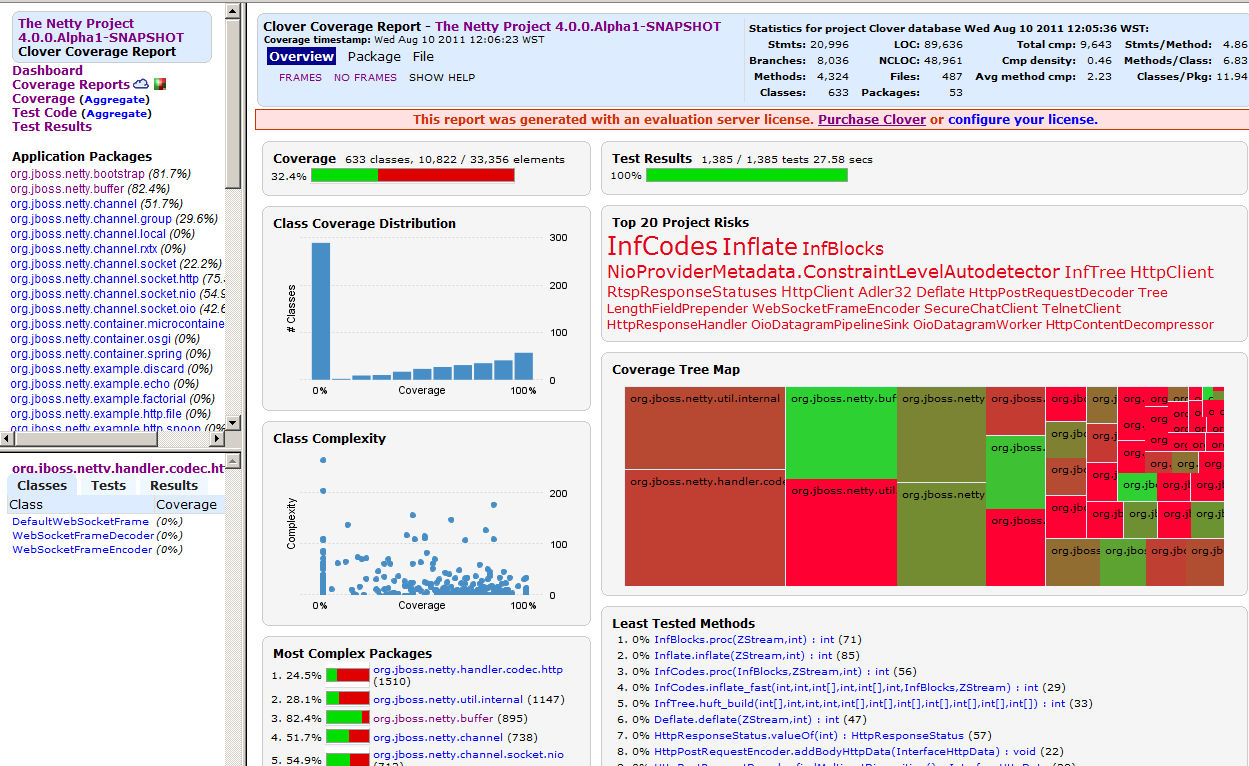 The Netty Project
4.0.0.Alpha1-SNAPSHOT
Clover Coverage Report
Dashboard
Coverage Reports
Coverage (Aggregate)
Test Code (Aggregate)
Test Results
Application Packages
org.jboss.netty.bootstrap (81.7%)
org.jboss.netty.buffer (82.4%)
org.jboss.netty.channel (51.7%)
org.jboss.netty.channel.group (29.6%)
org.jboss.netty.channel.local (0%)
org.jboss.netty.channel.rxtx (0%)
org.jboss.netty.channel.socket (22.2%)
org.jboss.netty.channel.socket.http (75.
org.jboss.netty.channel.socket.nio (54.9
org.jboss.netty.channel.socket.oio (42.6
org.jboss.netty.container.microcontaine
org.jboss.netty.container.osgi (0%)
org.jboss.netty.container.spring (0%)
org.jboss.netty.example.discard (0%)
org.jboss.netty.example.echo (0%)
org.jboss.netty.example.factorial (0%)
org.jboss.netty.example.http.file (0%)
org.jboss.netty.example.http.snoop (0%
org.jboss.netty.handler.codec.ht
Classes Tests Results
Class Coverage
DefaultWebSocketFrame (0%)
WebSocketFrameDecoder (0%)
WebSocketFrameEncoder (0%)
Clover Coverage Report - The Netty Project 4.0.0.Alpha1-SNAPSHOT
Coverage timestamp: Wed Aug 10 2011 12:06:23 WST
Overview Package File
FRAMES NO FRAMES SHOW HELP
Statistics for project Clover database Wed Aug 10 2011 12:05:36 WST:
Stmts: 20,996 LOC: 89,636 Total cmp: 9,643 Stmts/Method: 4.86
Branches: 8,036 NCLOC: 48,961 Cmp density: 0.46 Methods/Class: 6.83
Methods: 4,324 Files: 487 Avg method cmp: 2.23 Classes/Pkg: 11.94
Classes: 633 Packages: 53
This report was generated with an evaluation server license. Purchase Clover or configure your license.
Coverage 633 classes, 10,822 / 33,356 elements
32.4%
Test Results 1,385 / 1,385 tests 27.58 secs
100%
Class Coverage Distribution
300
200
100
0
# Classes
0% Coverage 100%
Class Complexity
200
100
0
Complexity
0% Coverage 100%
Most Complex Packages
1. 24.5% org.jboss.netty.handler.codec.http
(1510)
2. 28.1% org.jboss.netty.util.internal (1147)
3. 82.4% org.jboss.netty.buffer (895)
4. 51.7% org.jboss.netty.channel (738)
5. 54.9% org.jboss.netty.channel.socket.nio
Top 20 Project Risks
InfCodes Inflate InfBlocks
NioProviderMetadata.ConstraintLevelAutodetector InfTree HttpClient
RtspResponseStatuses HttpClient Adler32 Deflate HttpPostRequestDecoder Tree
LengthFieldPrepender WebSocketFrameEncoder SecureChatClient TelnetClient
HttpResponseHandler OioDatagramPipelineSink OioDatagramWorker HttpContentDecompressor
Coverage Tree Map
org.jboss.netty.util.internal
org.jboss.netty.buf
org.jboss.netty
org.jboss.
org.jboss.netty.handler.code
org.jboss.netty.util
org.jboss.netty
org.jboss.
org.jboss.
Least Tested Methods
1. 0% InfBlocks.proc(ZStream,int) : int (71)
2. 0% Inflate.inflate(ZStream,int) : int (85)
3. 0% InfCodes.proc(InfBlocks,ZStream,int) : int (56)
4. 0% InfCodes.inflate_fast(int,int,int[],int,int[],int,InfBlocks,ZStream) : int (29)
5. 0% InfTree.huft_build(int[],int,int,int,int[],int[],int[],int[],int[],int[],int[]) : int (33)
6. 0% Deflate.deflate(ZStream,int) : int (47)
7. 0% HttpResponseStatus.valueOf(int) : HttpResponseStatus (57)
8. 0% HttpPostRequestEncoder.addBodyHttpData(InterfaceHttpData) : void (22)